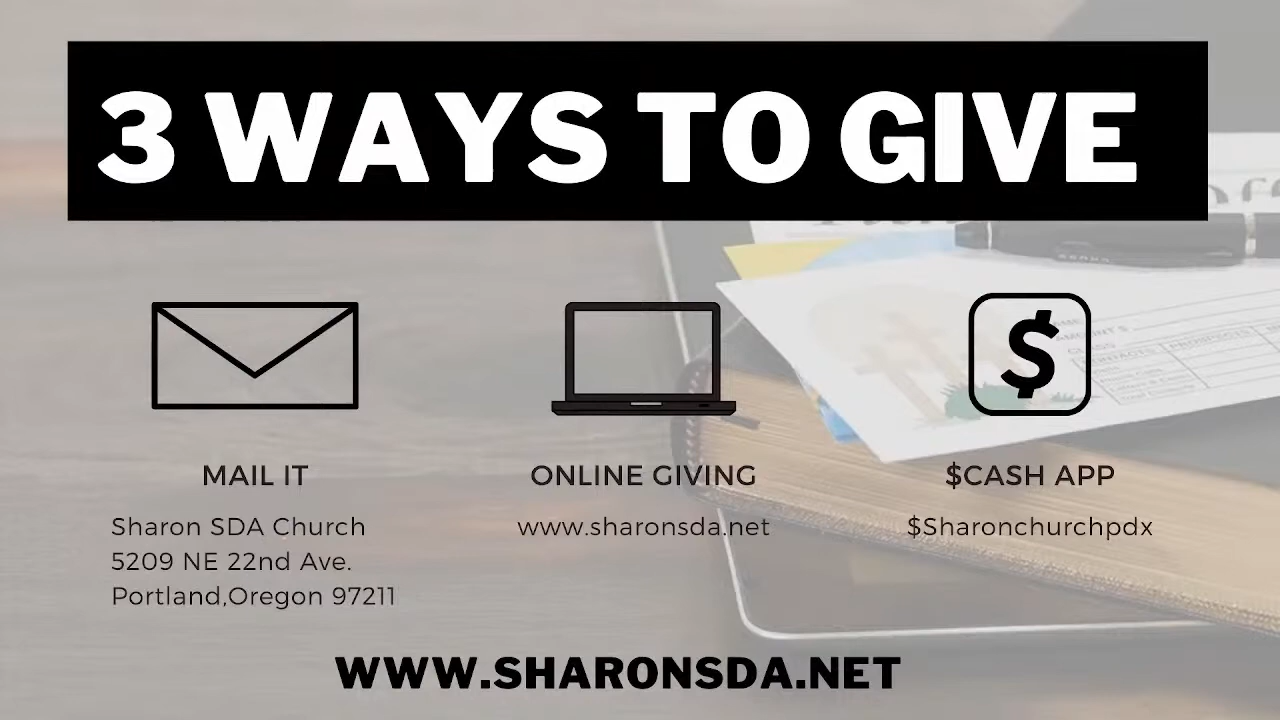 3 WAYS TO GIVE
MAIL IT
Sharon SDA Church
5209 NE 22nd Ave.
Portland,Oregon 97211
ONLINE GIVING
www.sharonsda.net
$CASH APP
$Sharonchurchpdx
WWW.SHARONSDA.NET